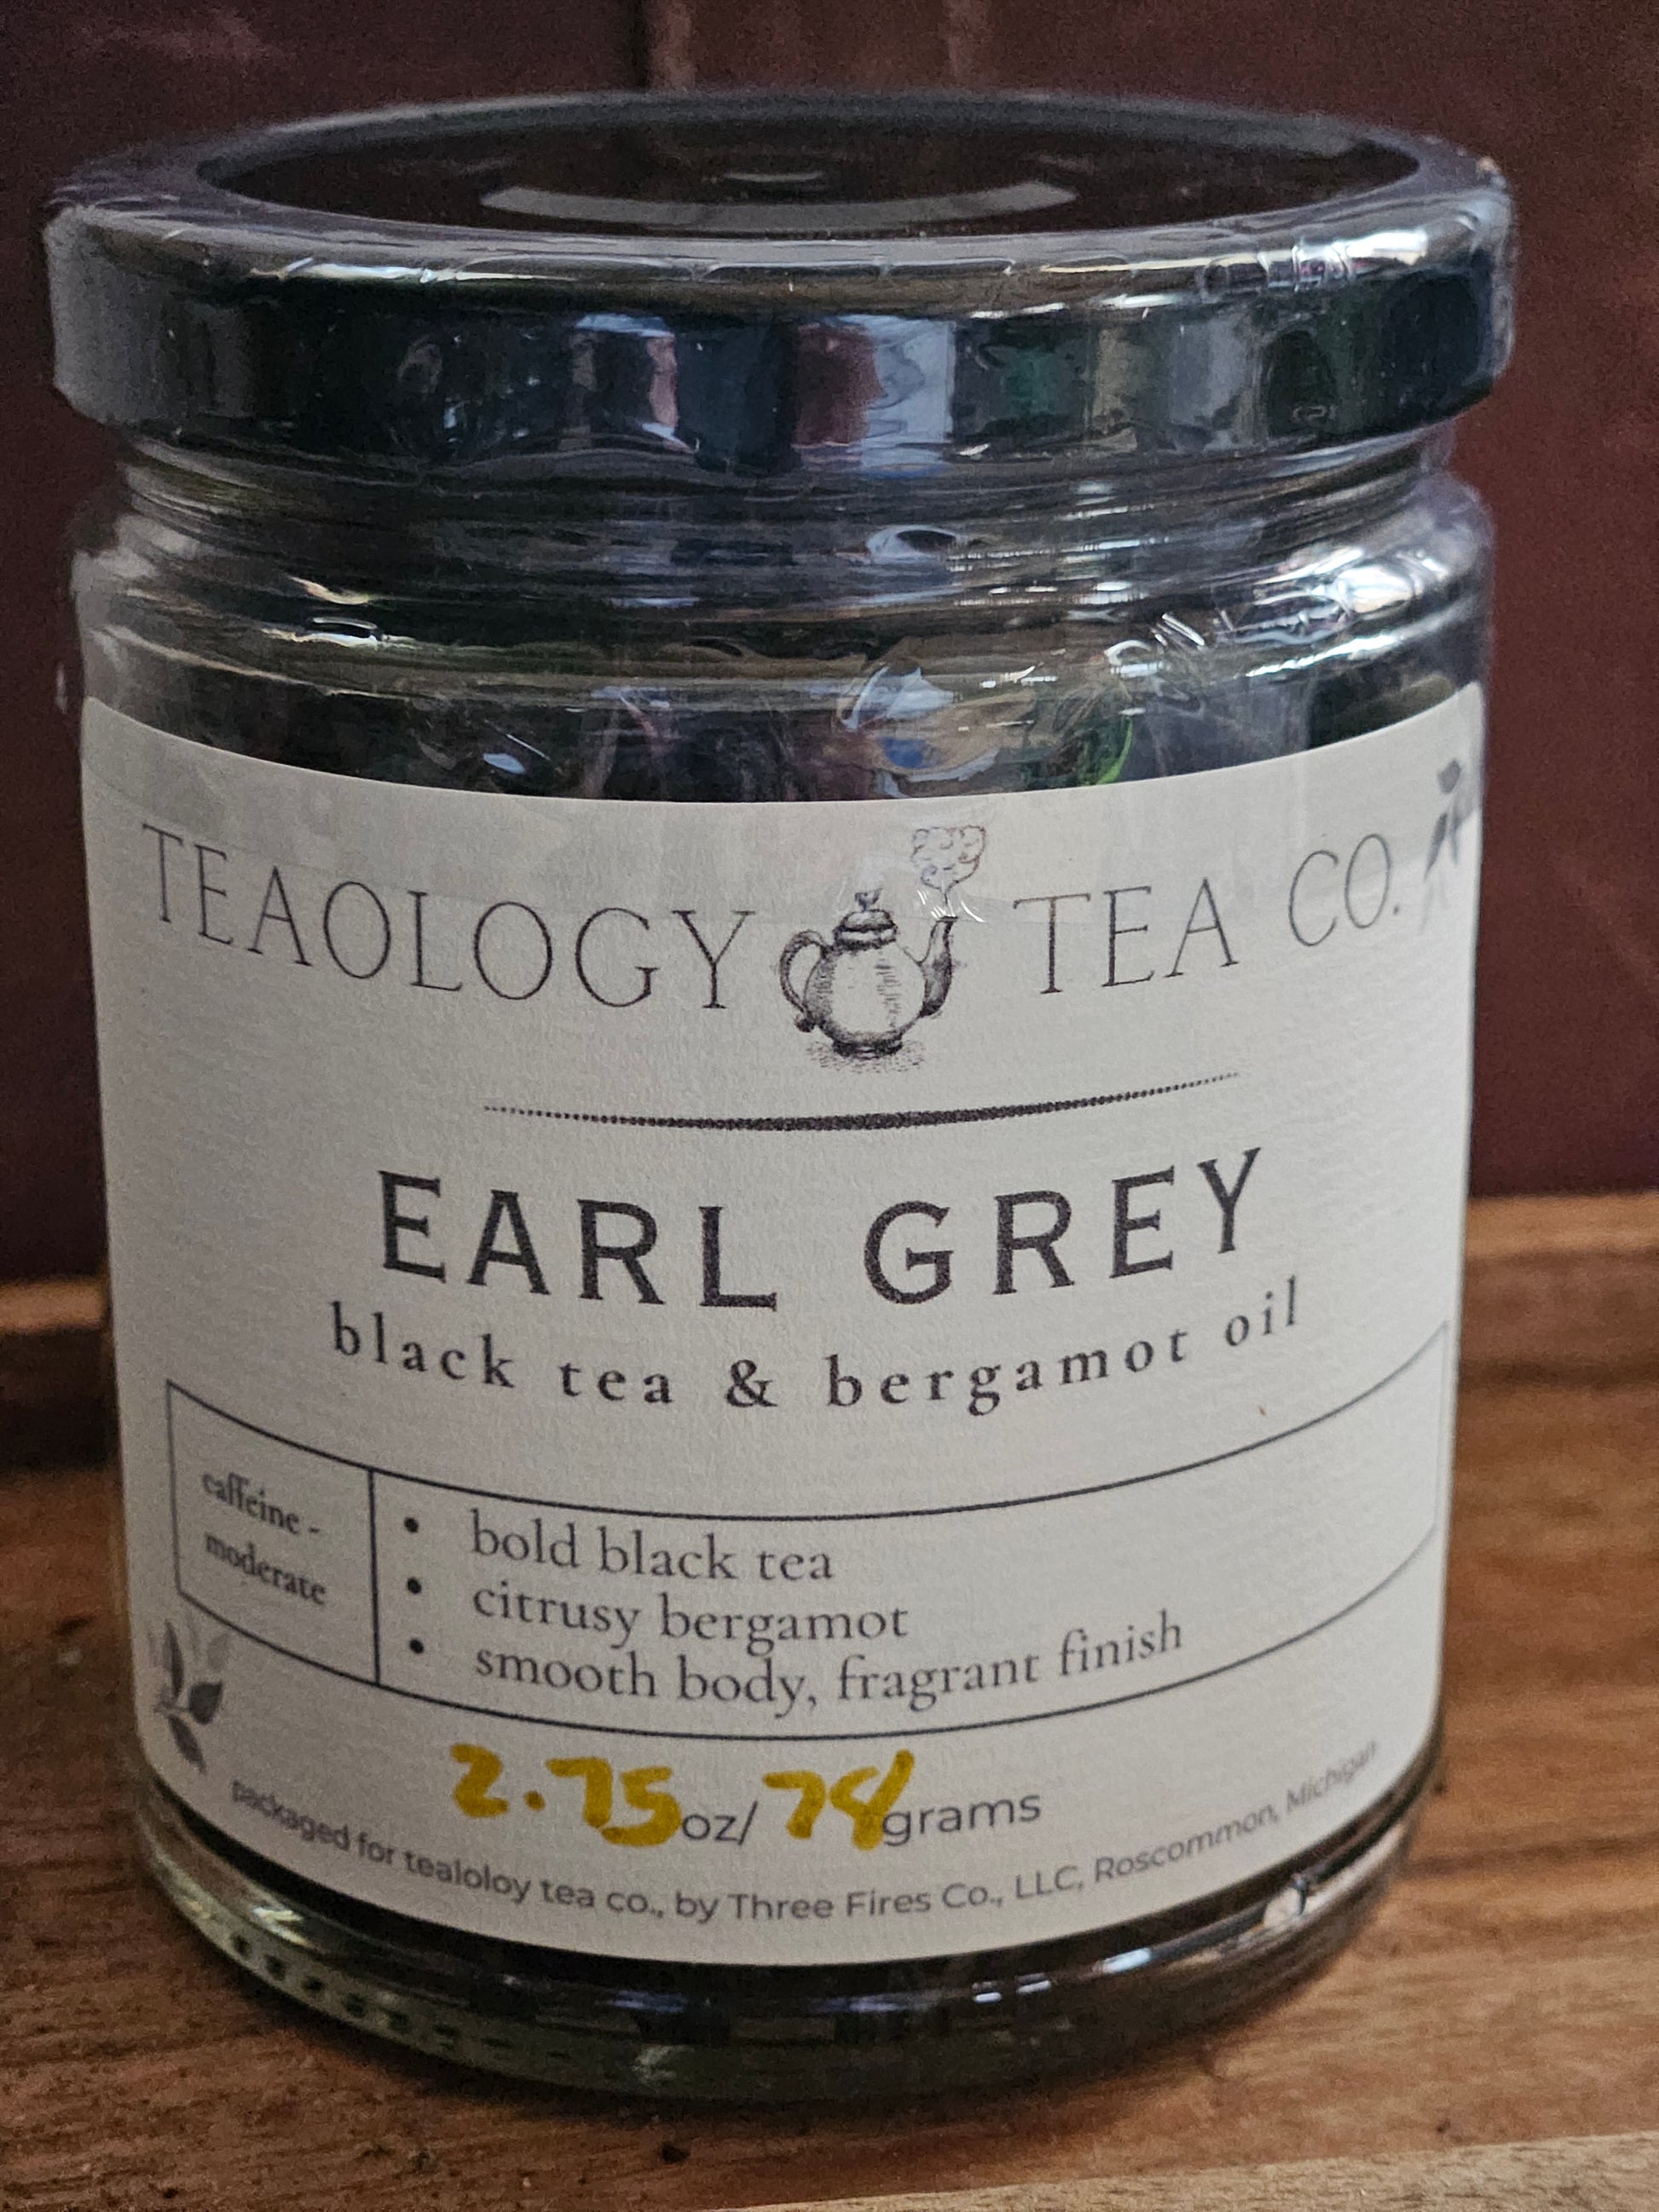 TEAOLOGY TEA CO.
EARL GREY
black tea & bergamot oil
caffeine -
moderate
• bold black tea
• citrusy bergamot
• smooth body, fragrant finish
2.75oz/ 78grams
packaged for tealoloy tea co., by Three Fires Co., LLC, Roscommon, Michigan